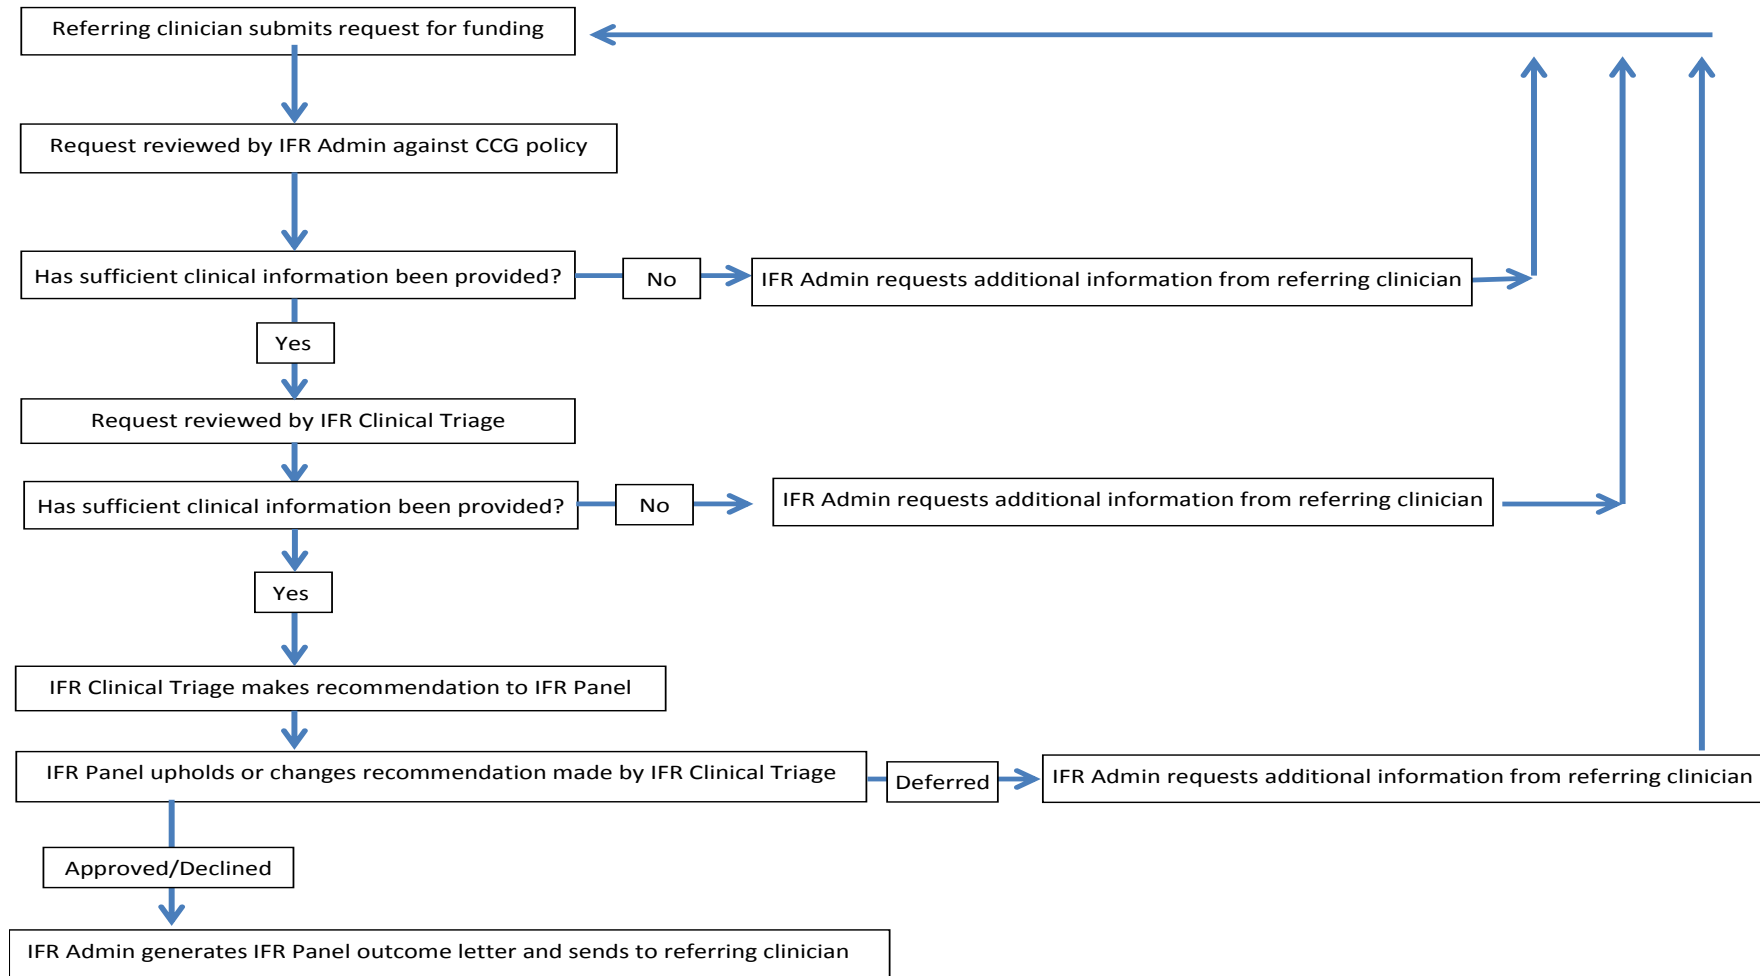 Referring clinician submits request for funding
Request reviewed by IFR Admin against CCG policy
Has sufficient clinical information been provided?
No
IFR Admin requests additional information from referring clinician
Yes
Request reviewed by IFR Clinical Triage
Has sufficient clinical information been provided?
No
IFR Admin requests additional information from referring clinician
Yes
IFR Clinical Triage makes recommendation to IFR Panel
IFR Panel upholds or changes recommendation made by IFR Clinical Triage
Deferred
IFR Admin requests additional information from referring clinician
Approved/Declined
IFR Admin generates IFR Panel outcome letter and sends to referring clinician